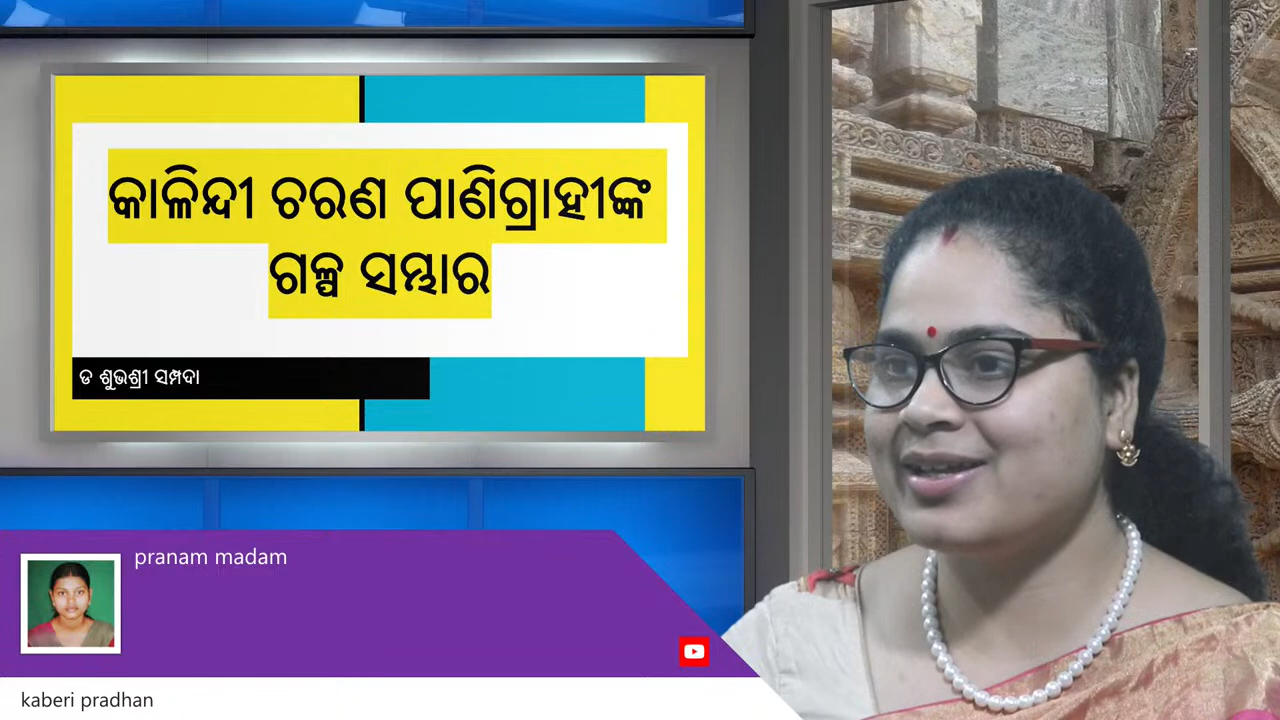 କାଳିନ୍ଦୀ ଚରଣ ପାଣିଗ୍ରାହୀଙ୍କ
ଗଳ୍ପ ସମ୍ଭାର
ଡ ଶୁଭଶ୍ରୀ ସମ୍ପଦା
pranam madam
kaberi pradhan